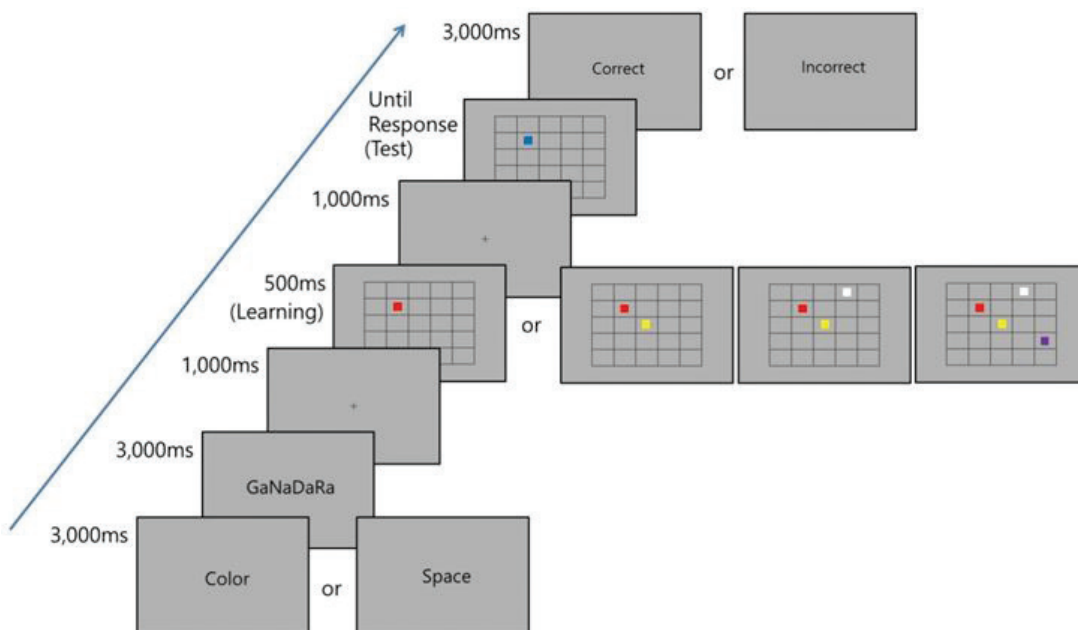 3,000ms
Correct
or
Incorrect
Until
Response
(Test)
1,000ms
500ms
(Learning)
or
1,000ms
3,000ms
GaNaDaRa
3,000ms
Color
or
Space